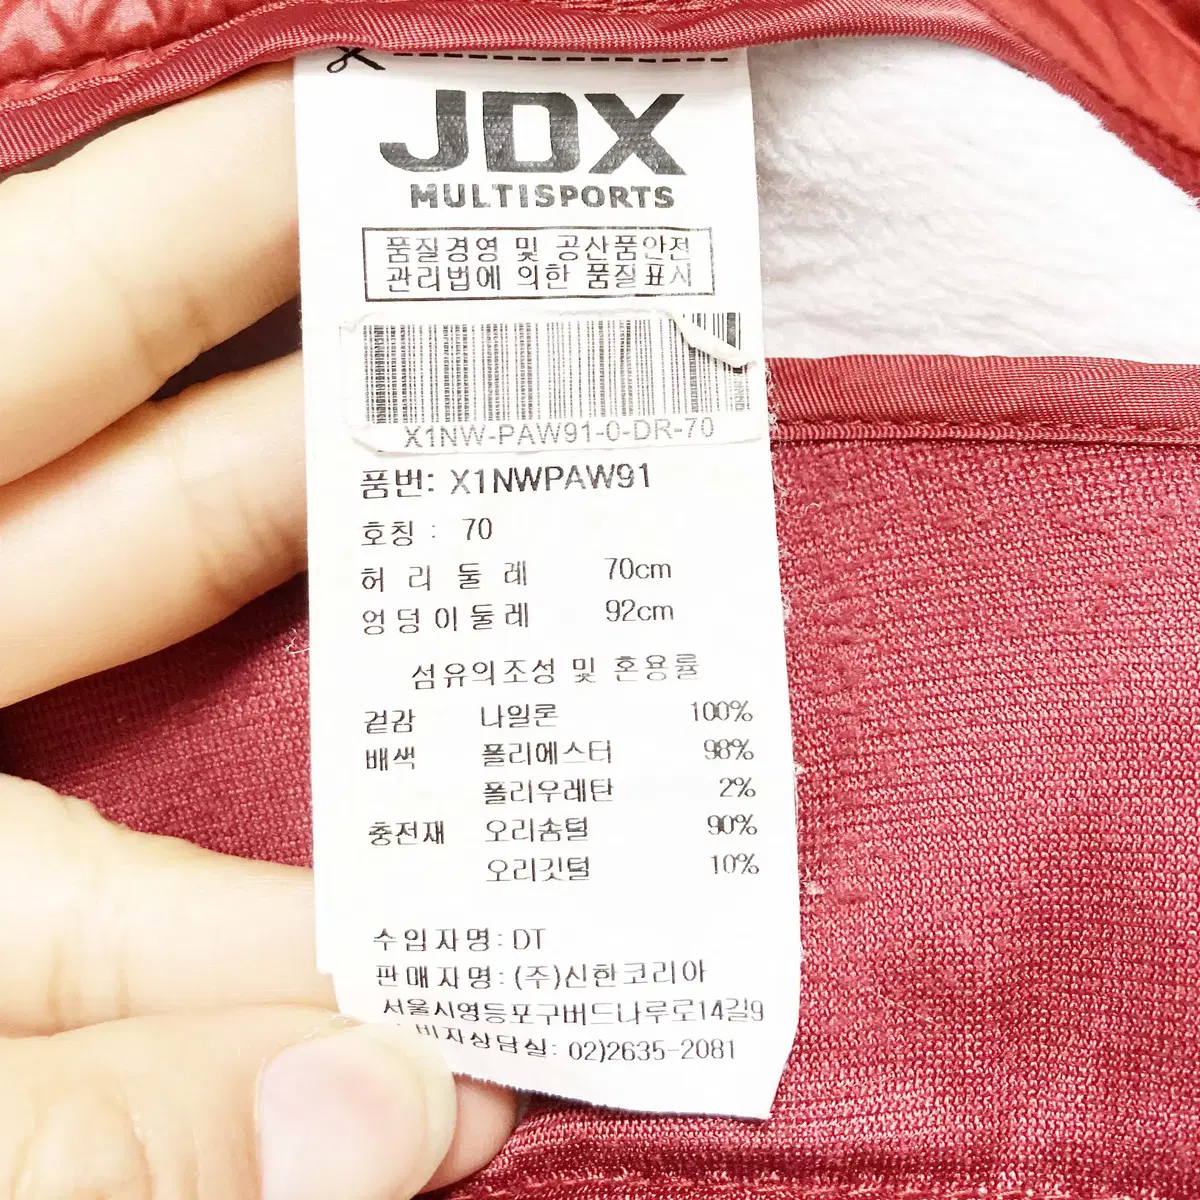 JDX
MULTISPORTS
품질경영 및 공산품안전
관리법에 의한 품질표시
X1NW-PAW91-0-DR-70
품번: X1NWPAW91
호칭 : 70
허리둘레 70cm
엉덩이둘레 92cm
섬유의조성 및 혼용률
겉감 나일론 100%
배색 폴리에스터 98%
폴리우레탄 2%
충전재 오리솜털 90%
오리깃털 10%
수입자명: DT
판매자명: (주)신한코리아
서울시영등포구버드나루로14길9
비자상담실: 02)2635-2081